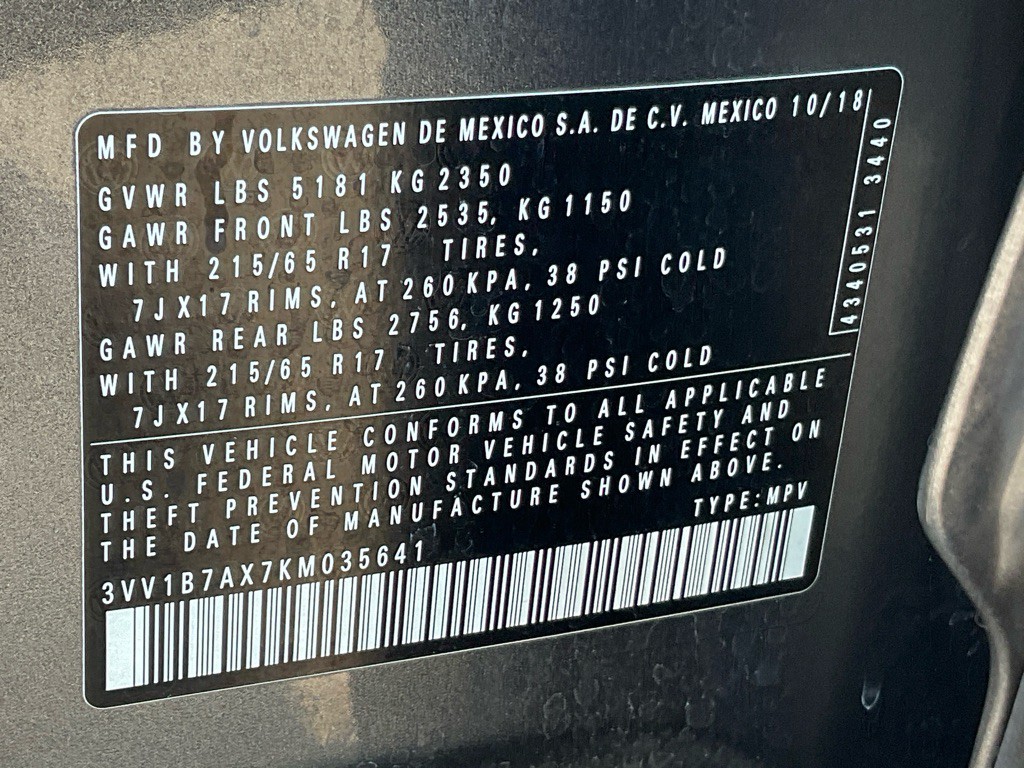 MFD BY VOLKSWAGEN DE MEXICO S.A. DE C.V. MEXICO 10/18
GVWR LBS 5181 KG 2350
GAWR FRONT LBS 2535, KG 1150
WITH 215/65 R17 TIRES,
7JX17 RIMS, AT 260 KPA, 38 PSI COLD
GAWR REAR LBS 2756, KG 1250
WITH 215/65 R17 TIRES,
7JX17 RIMS, AT 260 KPA, 38 PSI COLD
4340531 3440
THIS VEHICLE CONFORMS TO ALL APPLICABLE
U.S. FEDERAL MOTOR VEHICLE SAFETY AND
THEFT PREVENTION STANDARDS IN EFFECT ON
THE DATE OF MANUFACTURE SHOWN ABOVE.
TYPE: MPV
3VV1B7AX7KM035641